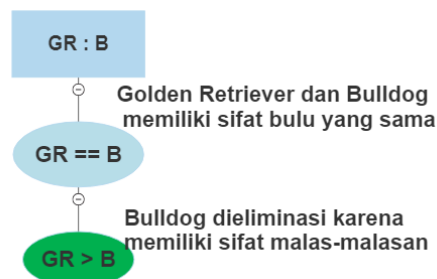 GR : B
Golden Retriever dan Bulldog
memiliki sifat bulu yang sama
GR == B
Bulldog dieliminasi karena
memiliki sifat malas-malasan
GR > B